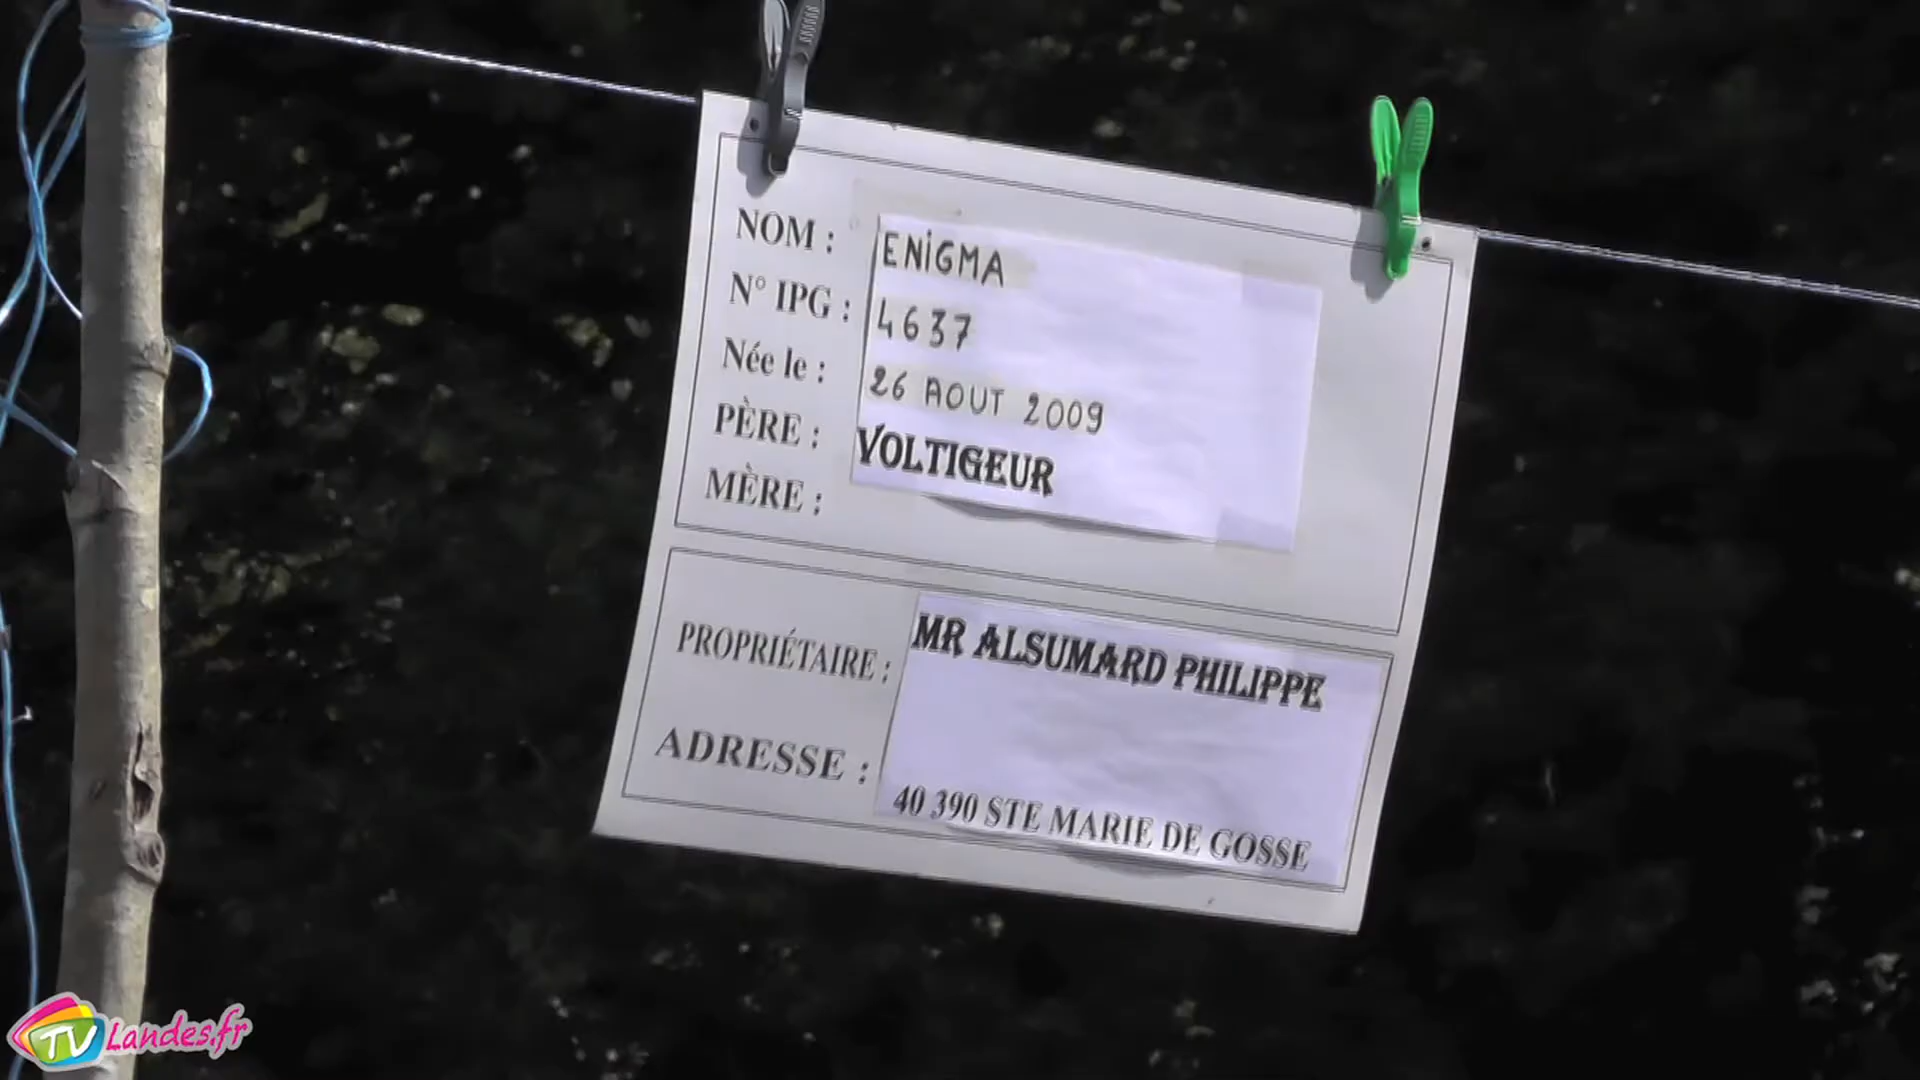 NOM : ENiGMA
N° IPG : 4637
Née le : 26 AOUT 2009
PÈRE : VOLTIGEUR
MÈRE :
PROPRIÉTAIRE : MR ALSUMARD PHILIPPE
ADRESSE :
40 390 STE MARIE DE GOSSE
TV Landes.fr